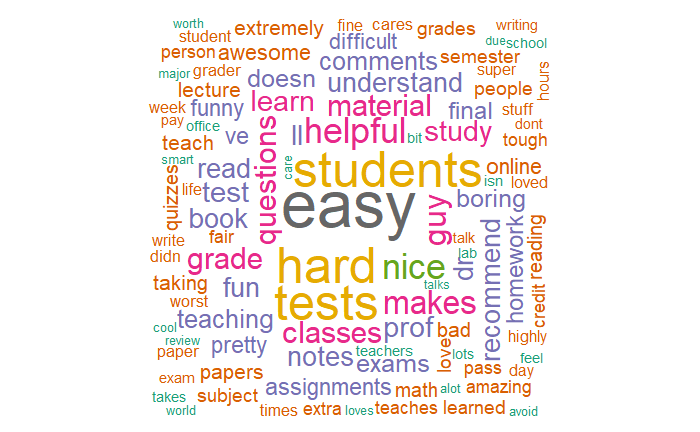 worth
student
extremely
fine
cares
grades
writing
person
awesome
difficult
due
school
major
grader
doesn
comments
semester
super
hours
lecture
understand
people
week
funny
learn
material
final
stuff
pay
office
ve
ll
helpful
bit
study
dont
teach
questions
tough
smart
read
care
students
online
quizzes
life
test
isn
loved
easy
guy
boring
book
write
fair
talk
recommend
homework
reading
didn
grade
hard
nice
dr
lab
taking
fun
tests
talks
makes
credit
worst
cool
teaching
classes
prof
bad
highly
review
paper
pretty
notes
teachers
exams
love
lots
feel
exam
papers
pass
day
takes
subject
assignments
math
alot
amazing
world
times
extra
loves
teaches
learned
avoid